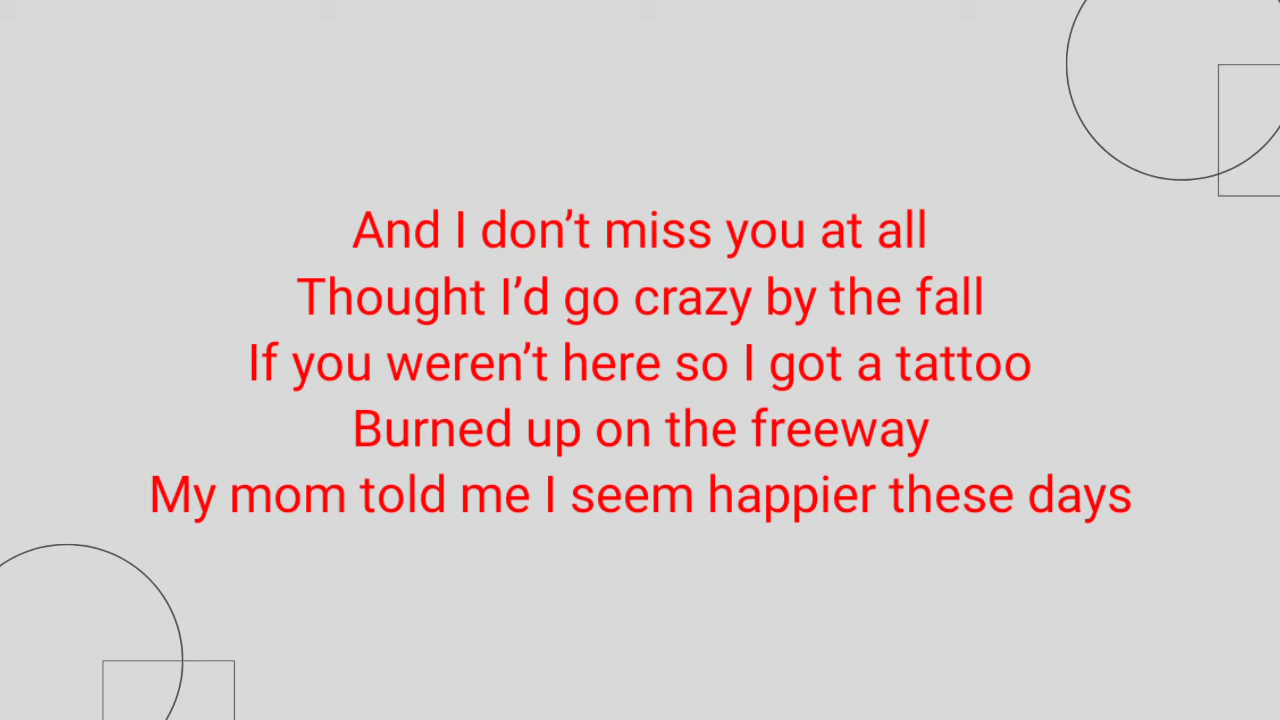 And I don’t miss you at all
Thought I’d go crazy by the fall
If you weren’t here so I got a tattoo
Burned up on the freeway
My mom told me I seem happier these days